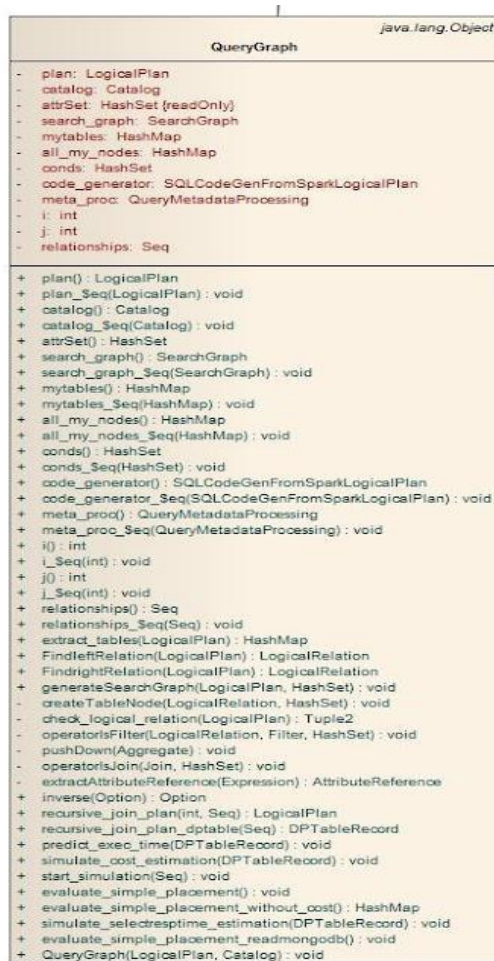 java.lang.Object
QueryGraph
- plan: LogicalPlan
- catalog: Catalog
- attrSet: HashSet {readOnly}
- search_graph: SearchGraph
- mytables: HashMap
- all_my_nodes: HashMap
- conds: HashSet
- code_generator: SQLCodeGenFromSparkLogicalPlan
- meta_proc: QueryMetadataProcessing
- i: int
- j: int
- relationships: Seq
+ plan() : LogicalPlan
+ plan_$eq(LogicalPlan) : void
+ catalog() : Catalog
+ catalog_$eq(Catalog) : void
+ attrSet() : HashSet
+ search_graph() : SearchGraph
+ search_graph_$eq(SearchGraph) : void
+ mytables() : HashMap
+ mytables_$eq(HashMap) : void
+ all_my_nodes() : HashMap
+ all_my_nodes_$eq(HashMap) : void
+ conds() : HashSet
+ conds_$eq(HashSet) : void
+ code_generator() : SQLCodeGenFromSparkLogicalPlan
+ code_generator_$eq(SQLCodeGenFromSparkLogicalPlan) : void
+ meta_proc() : QueryMetadataProcessing
+ meta_proc_$eq(QueryMetadataProcessing) : void
+ i() : int
+ i_$eq(int) : void
+ j() : int
+ j_$eq(int) : void
+ relationships() : Seq
+ relationships_$eq(Seq) : void
+ extract_tables(LogicalPlan) : HashMap
+ FindleftRelation(LogicalPlan) : LogicalRelation
+ FindrightRelation(LogicalPlan) : LogicalRelation
+ generateSearchGraph(LogicalPlan, HashSet) : void
- createTableNode(LogicalRelation, HashSet) : void
- check_logical_relation(LogicalPlan) : Tuple2
- operatorIsFilter(LogicalRelation, Filter, HashSet) : void
- pushDown(Aggregate) : void
- operatorIsJoin(Join, HashSet) : void
- extractAttributeReference(Expression) : AttributeReference
+ inverse(Option) : Option
+ recursive_join_plan(int, Seq) : LogicalPlan
+ recursive_join_plan_dptable(Seq) : DPTableRecord
+ predict_exec_time(DPTableRecord) : void
+ simulate_cost_estimation(DPTableRecord) : void
+ start_simulation(Seq) : void
+ evaluate_simple_placement() : void
+ evaluate_simple_placement_without_cost() : HashMap
+ simulate_selectresptime_estimation(DPTableRecord) : void
+ evaluate_simple_placement_readmongodb() : void
+ QueryGraph(LogicalPlan, Catalog) : void